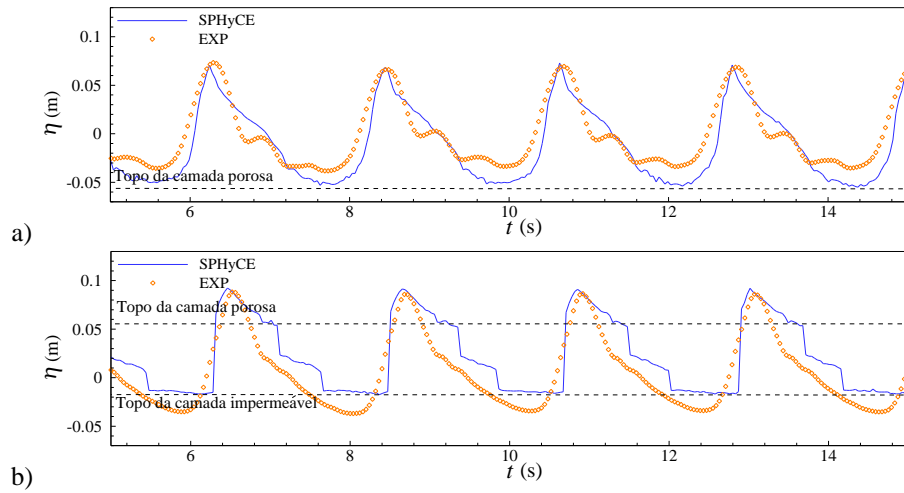 0.1
SPHyCE
EXP
0.05
η (m)
0
-0.05
Topo da camada porosa
6
8
10
12
14
t (s)
a)
0.1
SPHyCE
EXP
Topo da camada porosa
0.05
η (m)
0
Topo da camada impermeável
-0.05
6
8
10
12
14
t (s)
b)